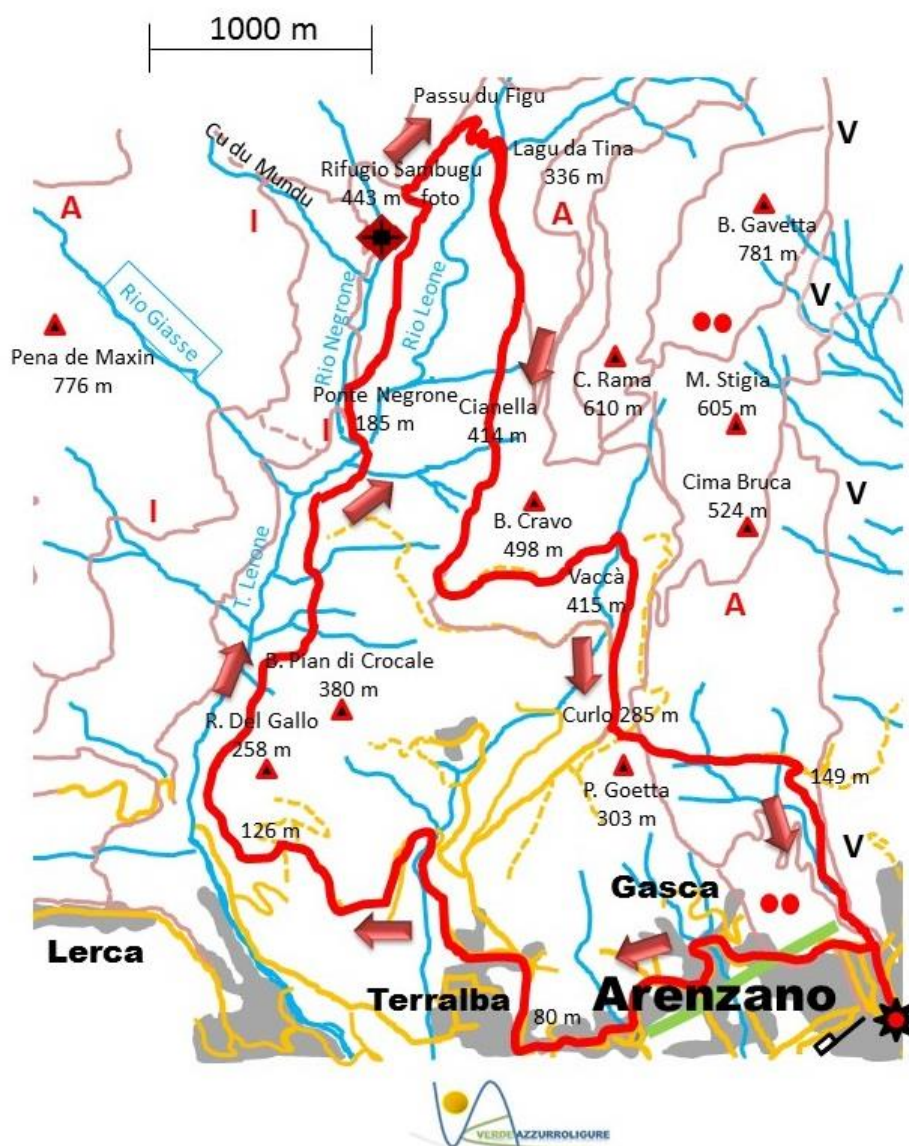 1000 m
Passu du Figu
V
Cu du Mundu
Lagu da Tina
336 m
Rifugio Sambugu
443 m foto
A
I
A
B. Gavetta
781 m
Rio Giasse
Rio Negrone
Rio Leone
V
Pena de Maxin
776 m
C. Rama
610 m
M. Stigia
605 m
Ponte Negrone
185 m
I
Cianella
414 m
Cima Bruca
524 m
V
I
B. Cravo
498 m
T. Lerone
Vaccà
415 m
A
B. Pian di Crocale
380 m
R. Del Gallo
258 m
Curlo 285 m
P. Goetta
303 m
149 m
126 m
V
Gasca
Lerca
Terralba
Arenzano
80 m
VERDEAZZURROLIGURE